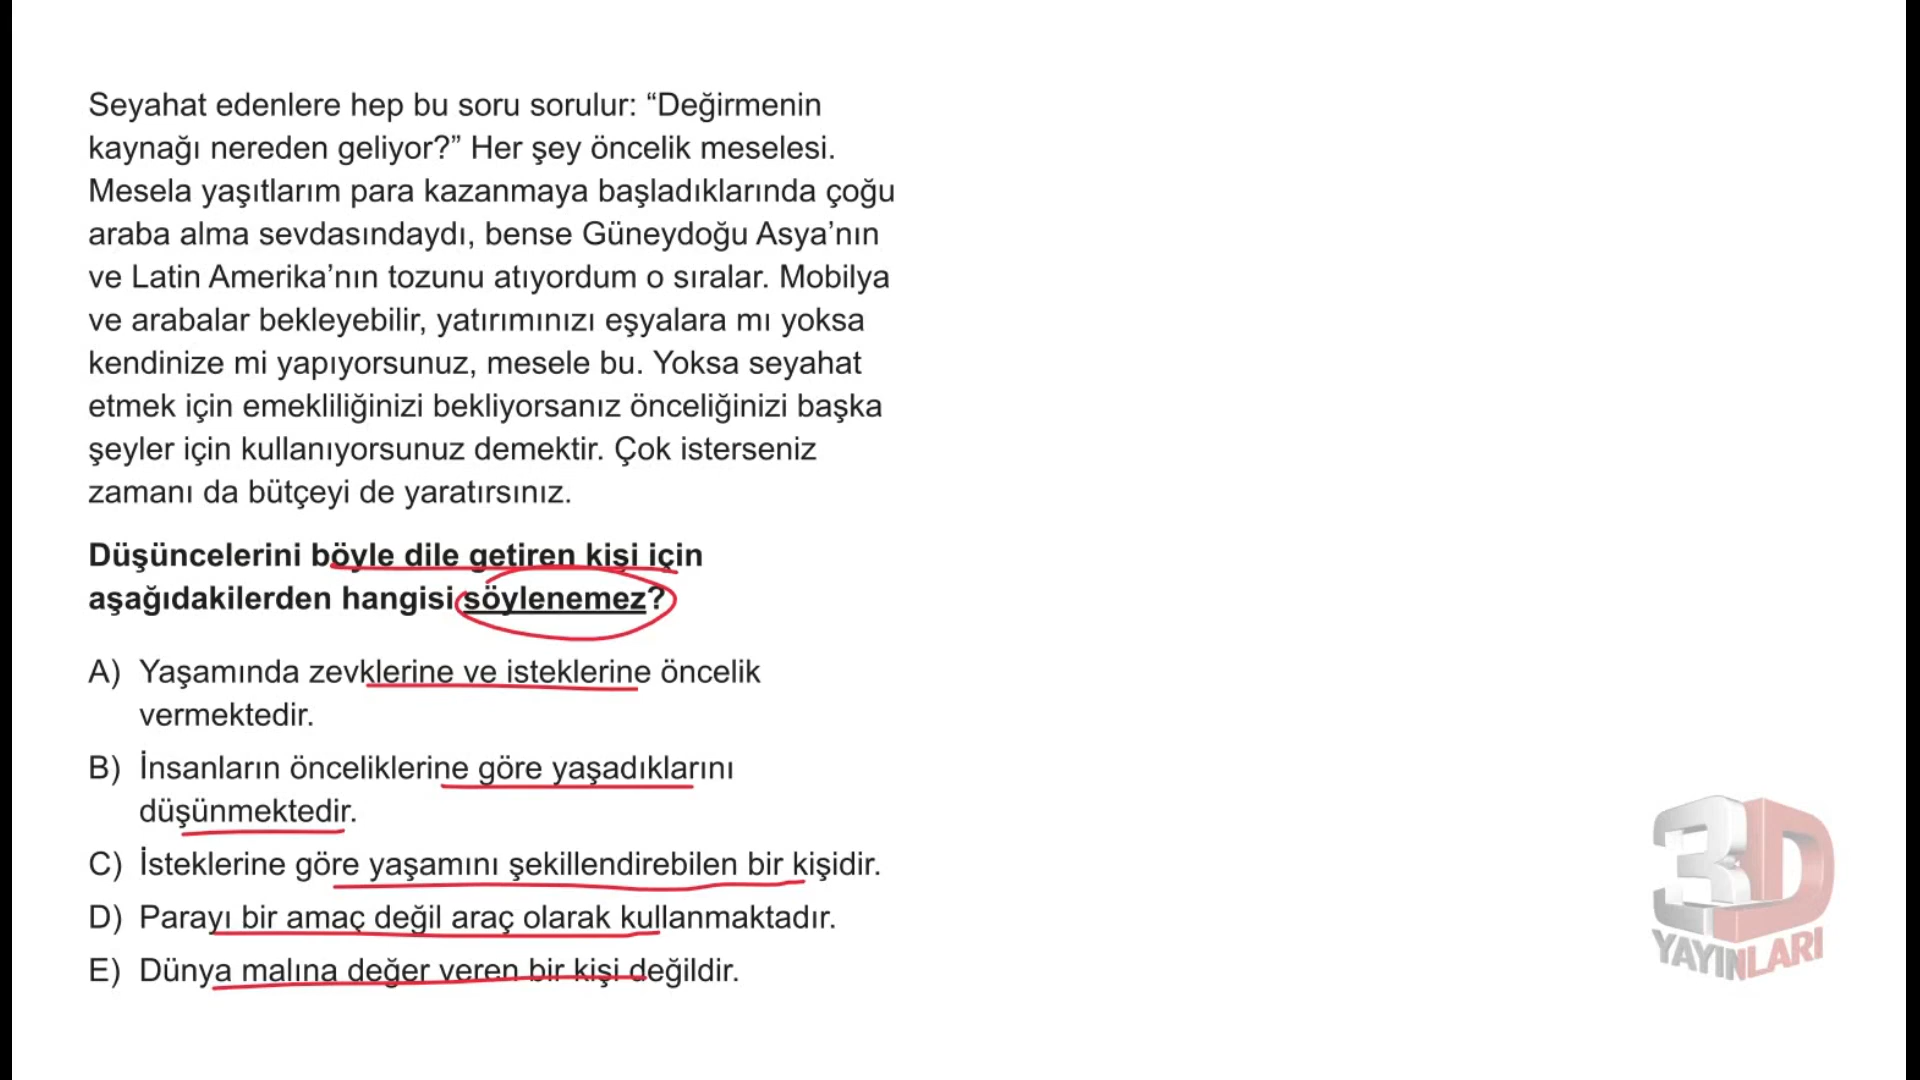 Seyahat edenlere hep bu soru sorulur: “Değirmenin
kaynağı nereden geliyor?” Her şey öncelik meselesi.
Mesela yaşıtlarım para kazanmaya başladıklarında çoğu
araba alma sevdasındaydı, bense Güneydoğu Asya’nın
ve Latin Amerika’nın tozunu atıyordum o sıralar. Mobilya
ve arabalar bekleyebilir, yatırımınızı eşyalara mı yoksa
kendinize mi yapıyorsunuz, mesele bu. Yoksa seyahat
etmek için emekliliğinizi bekliyorsanız önceliğinizi başka
şeyler için kullanıyorsunuz demektir. Çok isterseniz
zamanı da bütçeyi de yaratırsınız.
Düşüncelerini böyle dile getiren kişi için
aşağıdakilerden hangisi söylenemez?
A) Yaşamında zevklerine ve isteklerine öncelik
vermektedir.
B) İnsanların önceliklerine göre yaşadıklarını
düşünmektedir.
C) İsteklerine göre yaşamını şekillendirebilen bir kişidir.
D) Parayı bir amaç değil araç olarak kullanmaktadır.
E) Dünya malına değer veren bir kişi değildir.
3D
YAYINLARI